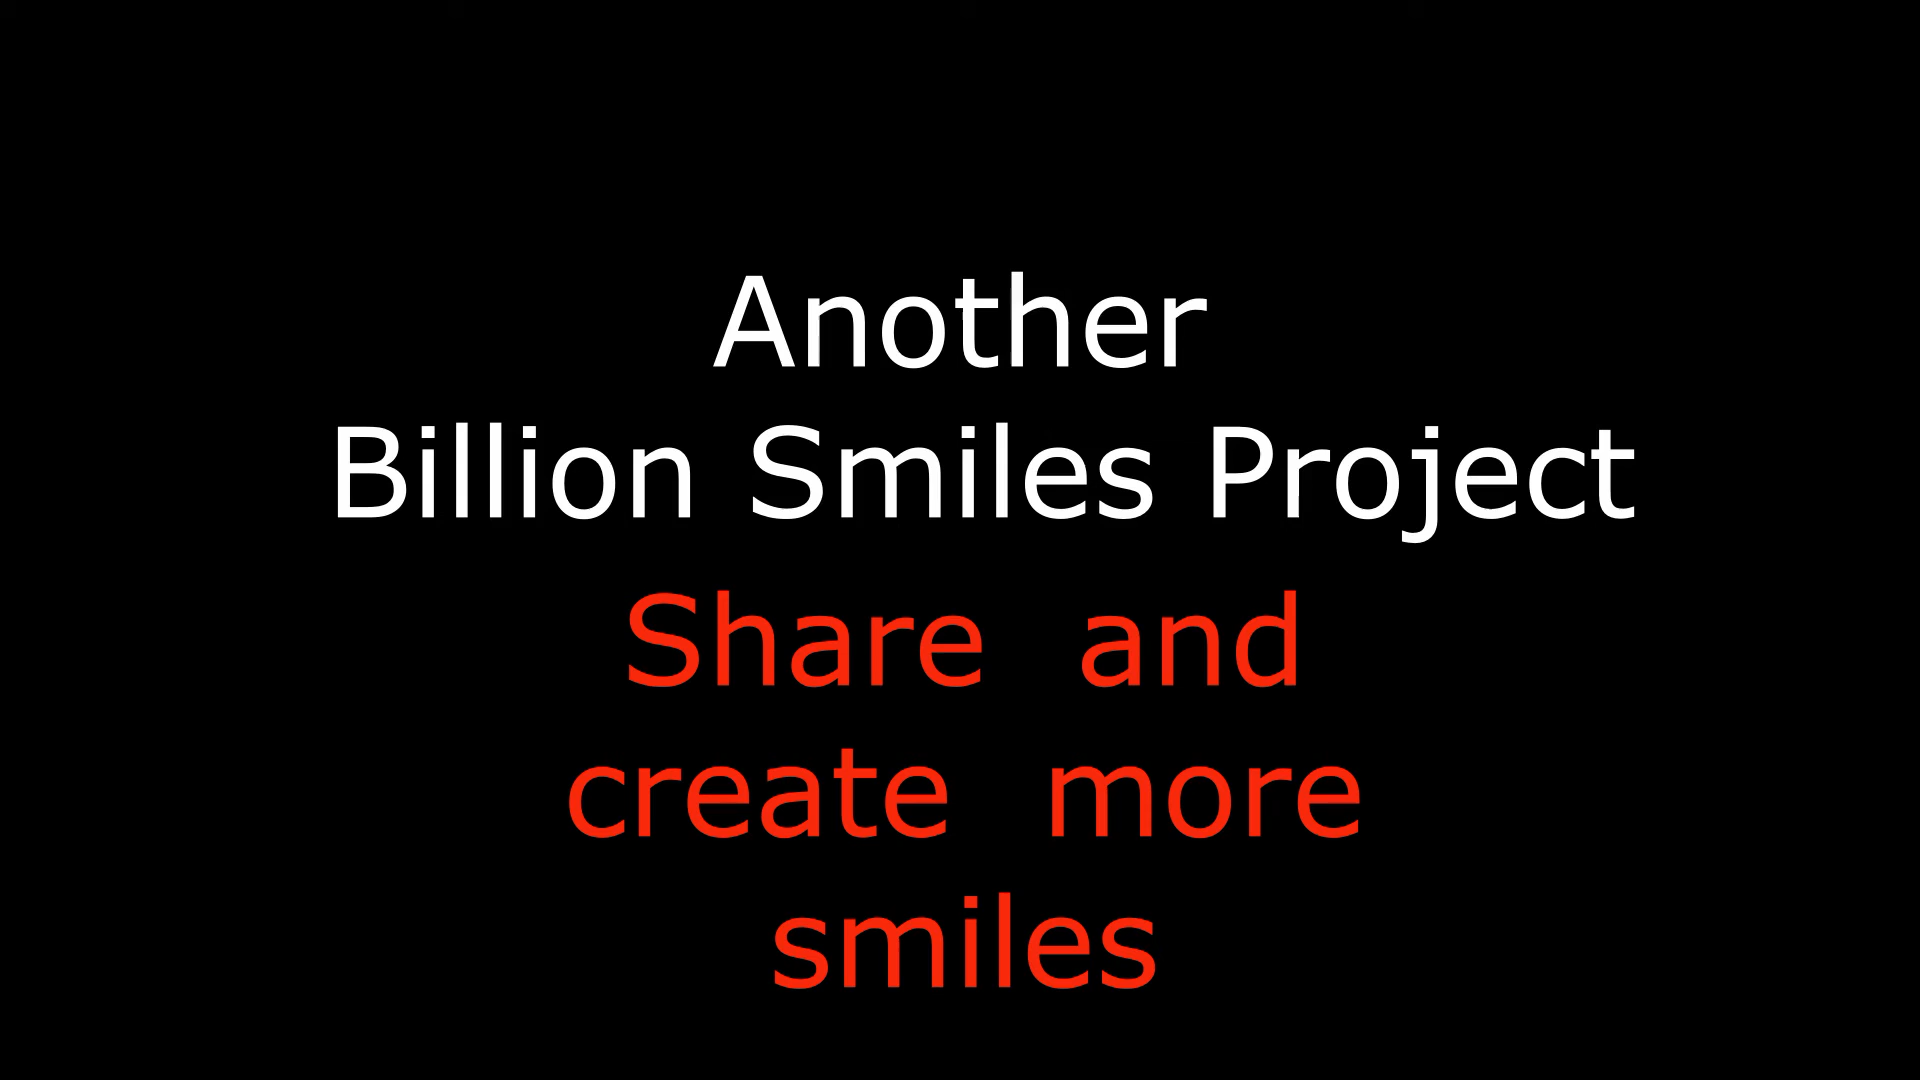 Another
Billion Smiles Project
Share and
create more
smiles